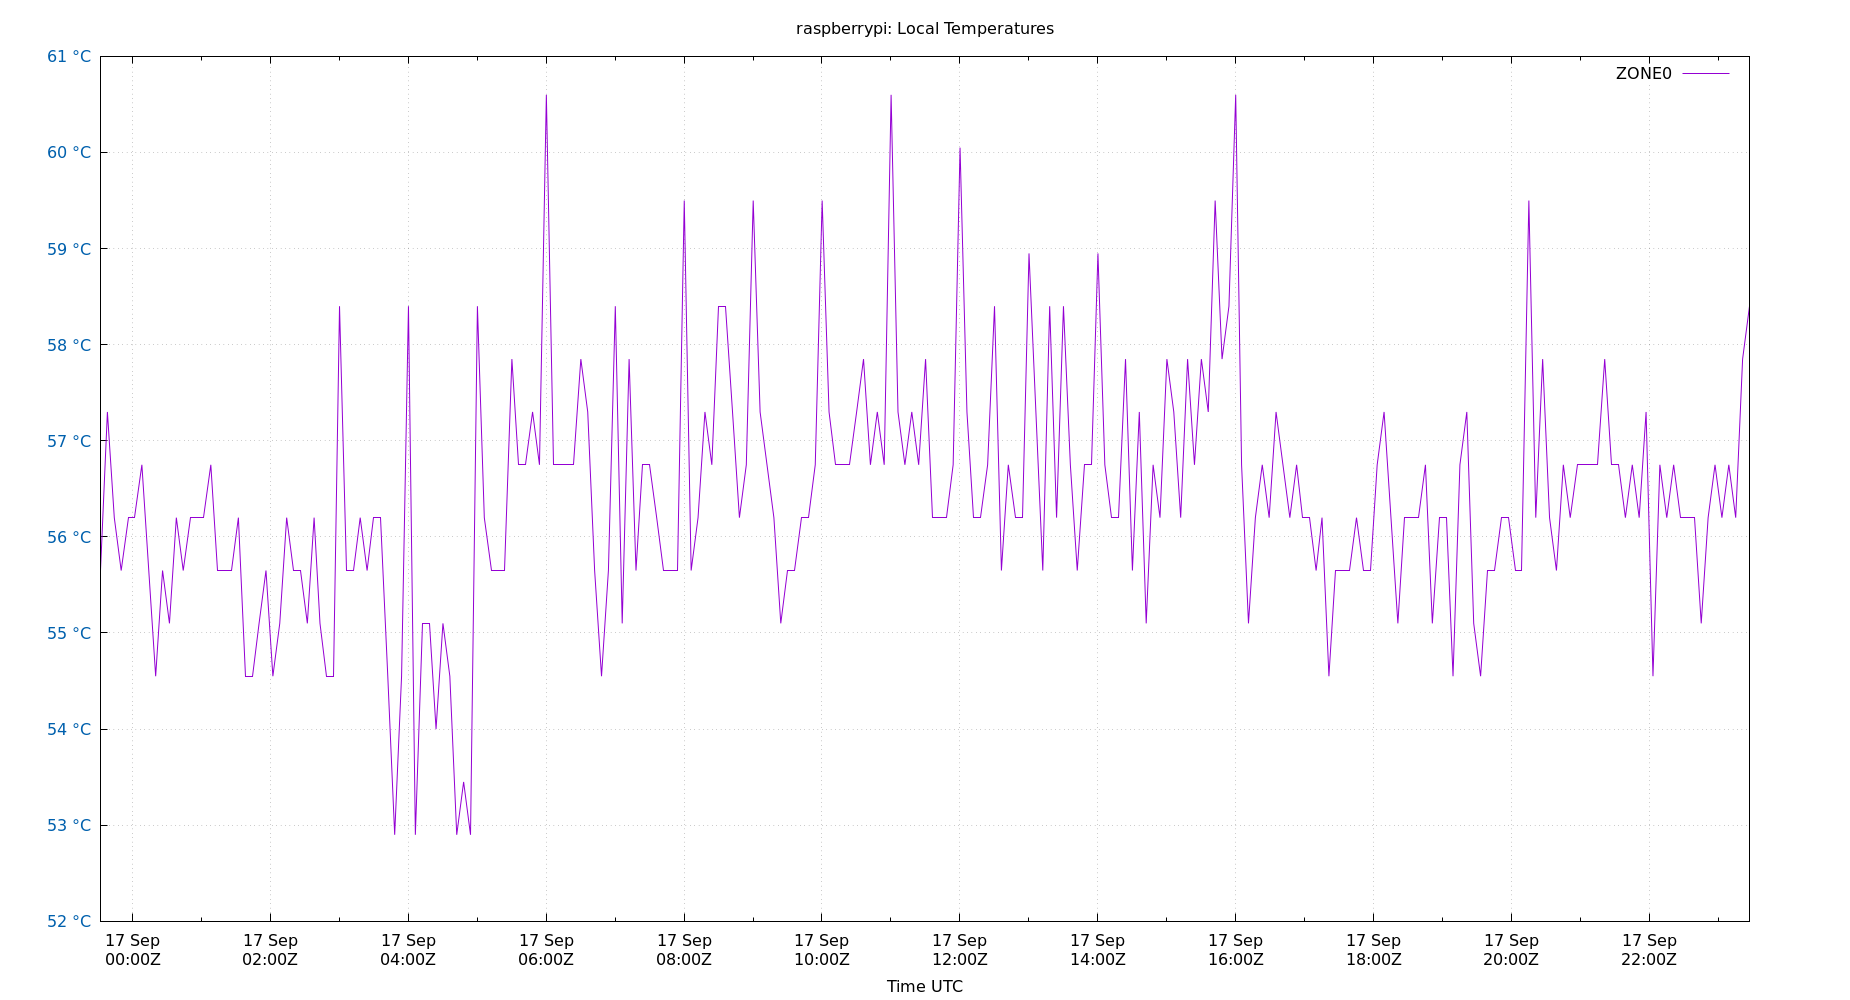 raspberrypi: Local Temperatures
61 °C
ZONE0
60 °C
59 °C
58 °C
57 °C
56 °C
55 °C
54 °C
53 °C
52 °C
17 Sep 17 Sep 17 Sep 17 Sep 17 Sep 17 Sep 17 Sep 17 Sep 17 Sep 17 Sep 17 Sep 17 Sep
00:00Z 02:00Z 04:00Z 06:00Z 08:00Z 10:00Z 12:00Z 14:00Z 16:00Z 18:00Z 20:00Z 22:00Z
Time UTC